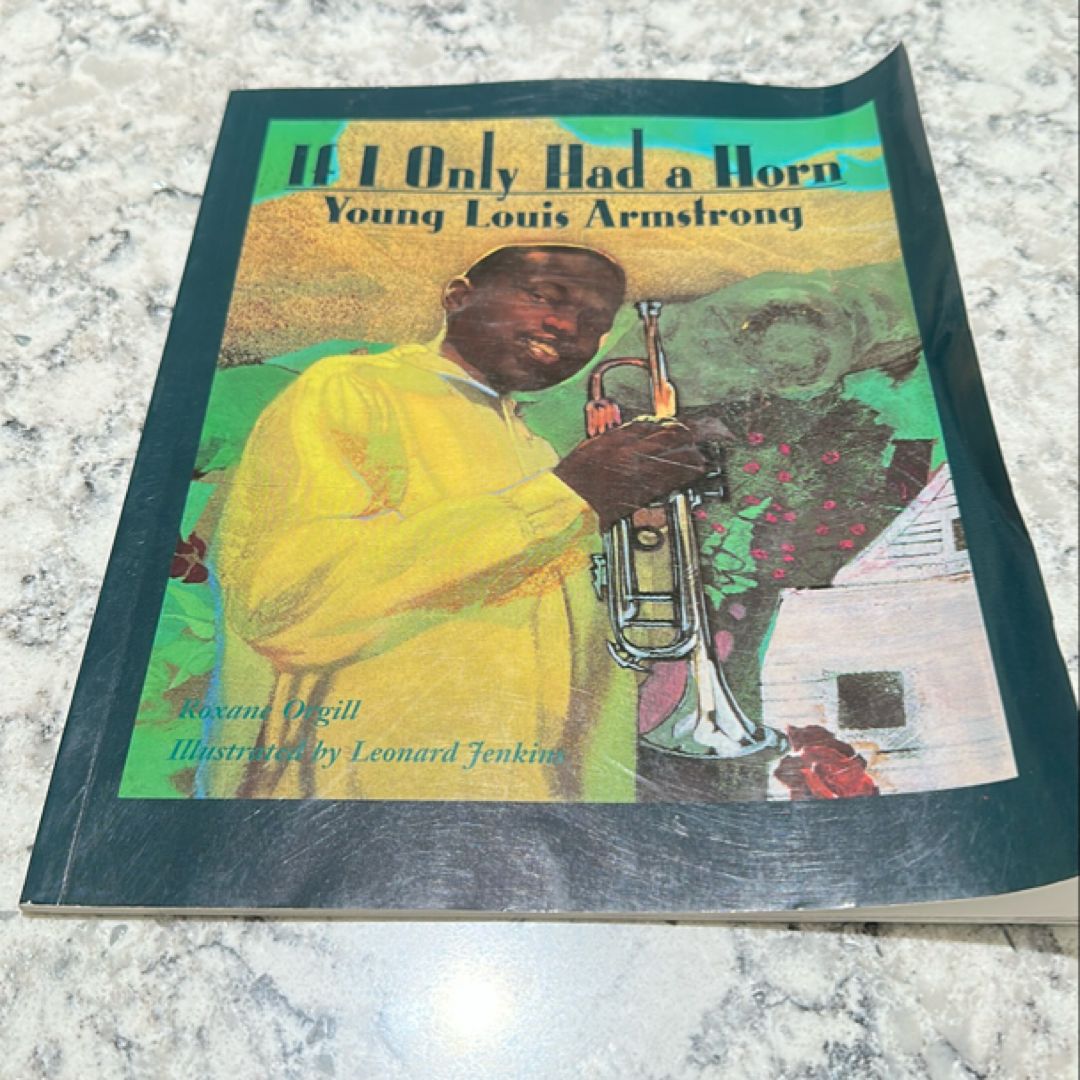 If I Only Had a Horn
Young Louis Armstrong
Roxane Orgill
Illustrated by Leonard Jenkins